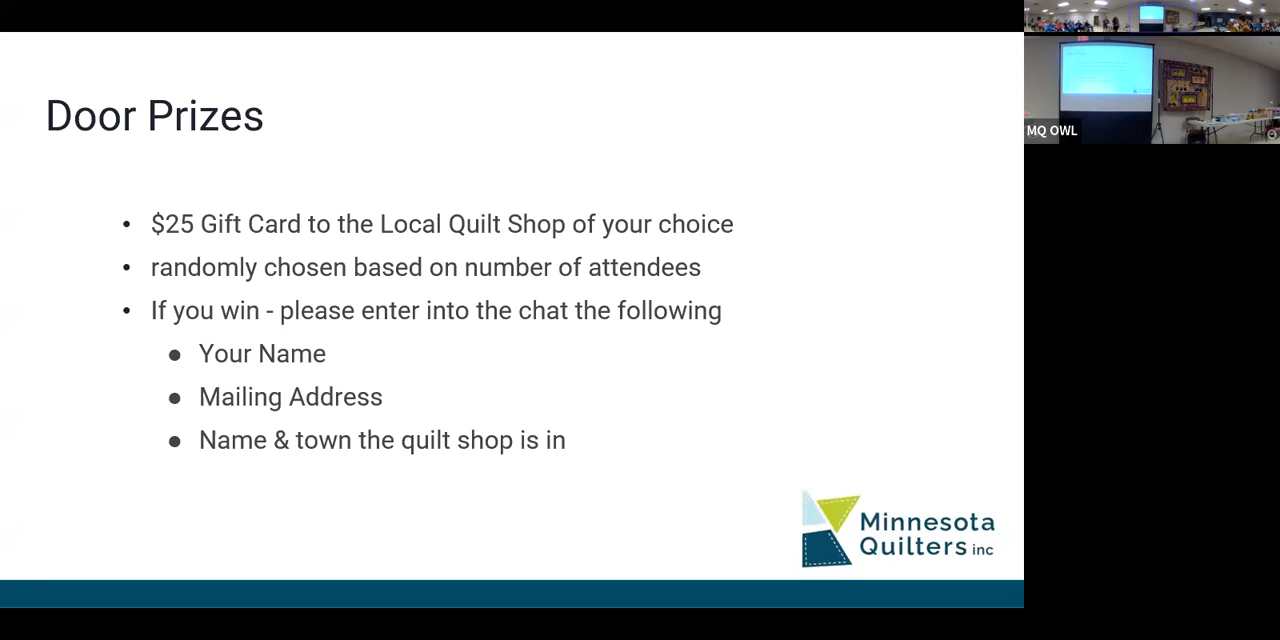 Door Prizes
• $25 Gift Card to the Local Quilt Shop of your choice
• randomly chosen based on number of attendees
• If you win - please enter into the chat the following
● Your Name
● Mailing Address
● Name & town the quilt shop is in
Minnesota
Quilters inc
MQ OWL